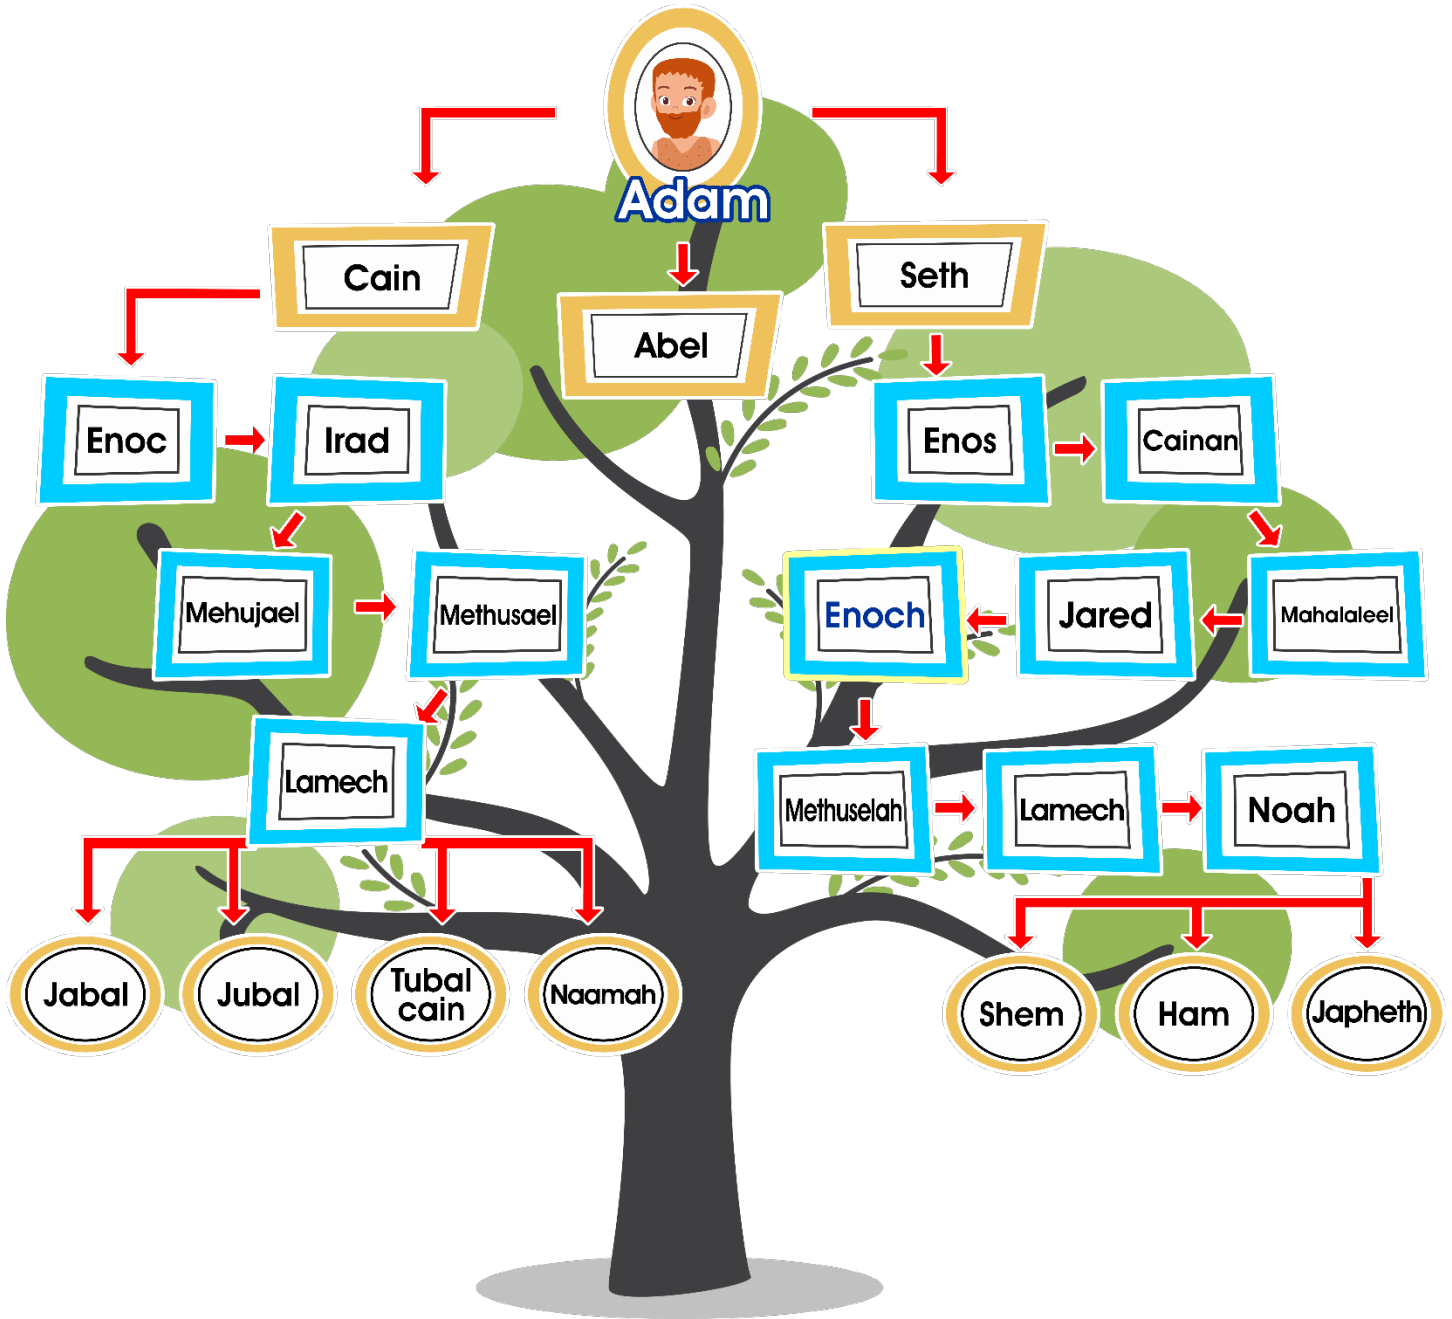 Adam
Cain
Seth
Abel
Enoc
Irad
Enos
Cainan
Mehujael
Methusael
Enoch
Jared
Mahalaleel
Lamech
Methuselah
Lamech
Noah
Jabal
Jubal
Tubal
cain
Naamah
Shem
Ham
Japheth